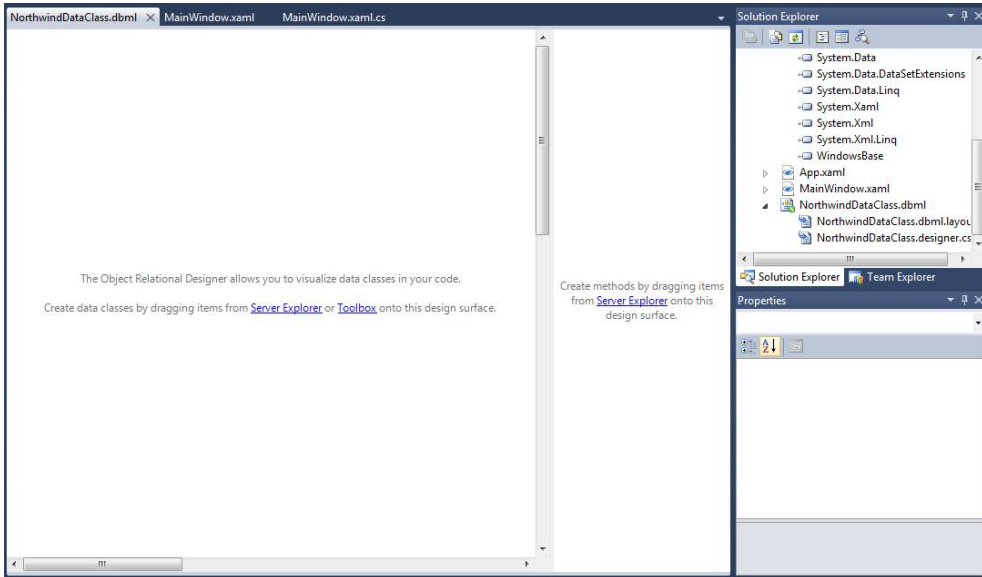 NorthwindDataClass.dbml MainWindow.xaml MainWindow.xaml.cs
The Object Relational Designer allows you to visualize data classes in your code.
Create data classes by dragging items from Server Explorer or Toolbox onto this design surface.
Create methods by dragging items
from Server Explorer onto this
design surface.
Solution Explorer
System.Data
System.Data.DataSetExtensions
System.Data.Linq
System.Xaml
System.Xml
System.Xml.Linq
WindowsBase
App.xaml
MainWindow.xaml
NorthwindDataClass.dbml
NorthwindDataClass.dbml.layou
NorthwindDataClass.designer.cs
Solution Explorer Team Explorer
Properties